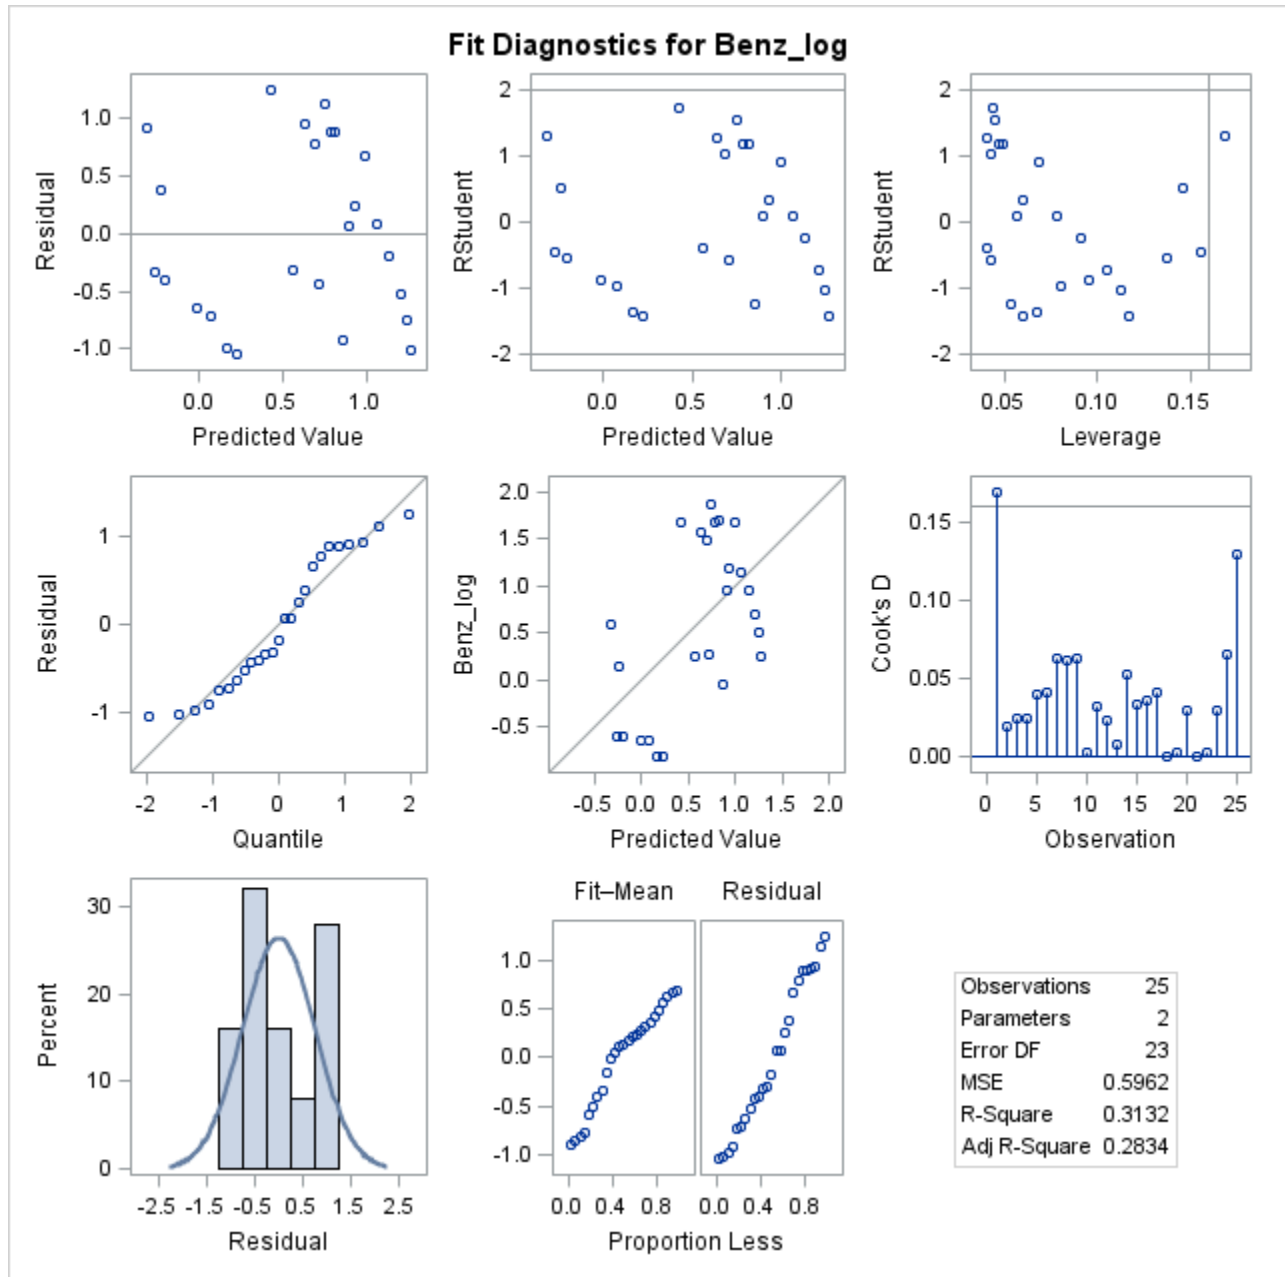 Fit Diagnostics for Benz_log
Residual
1.0
0.5
0.0
-0.5
-1.0
0.0 0.5 1.0
Predicted Value
RStudent
2
1
0
-1
-2
0.0 0.5 1.0
Predicted Value
RStudent
2
1
0
-1
-2
0.05 0.10 0.15
Leverage
Residual
1
0
-1
-2 -1 0 1 2
Quantile
Benz_log
2.0
1.5
1.0
0.5
0.0
-0.5
-0.5 0.0 0.5 1.0 1.5 2.0
Predicted Value
Cook's D
0.15
0.10
0.05
0.00
0 5 10 15 20 25
Observation
Percent
30
20
10
0
-2.5 -1.5 -0.5 0.5 1.5 2.5
Residual
Fit–Mean Residual
1.0
0.5
0.0
-0.5
-1.0
0.0 0.4 0.8 0.0 0.4 0.8
Proportion Less
Observations 25
Parameters 2
Error DF 23
MSE 0.5962
R-Square 0.3132
Adj R-Square 0.2834